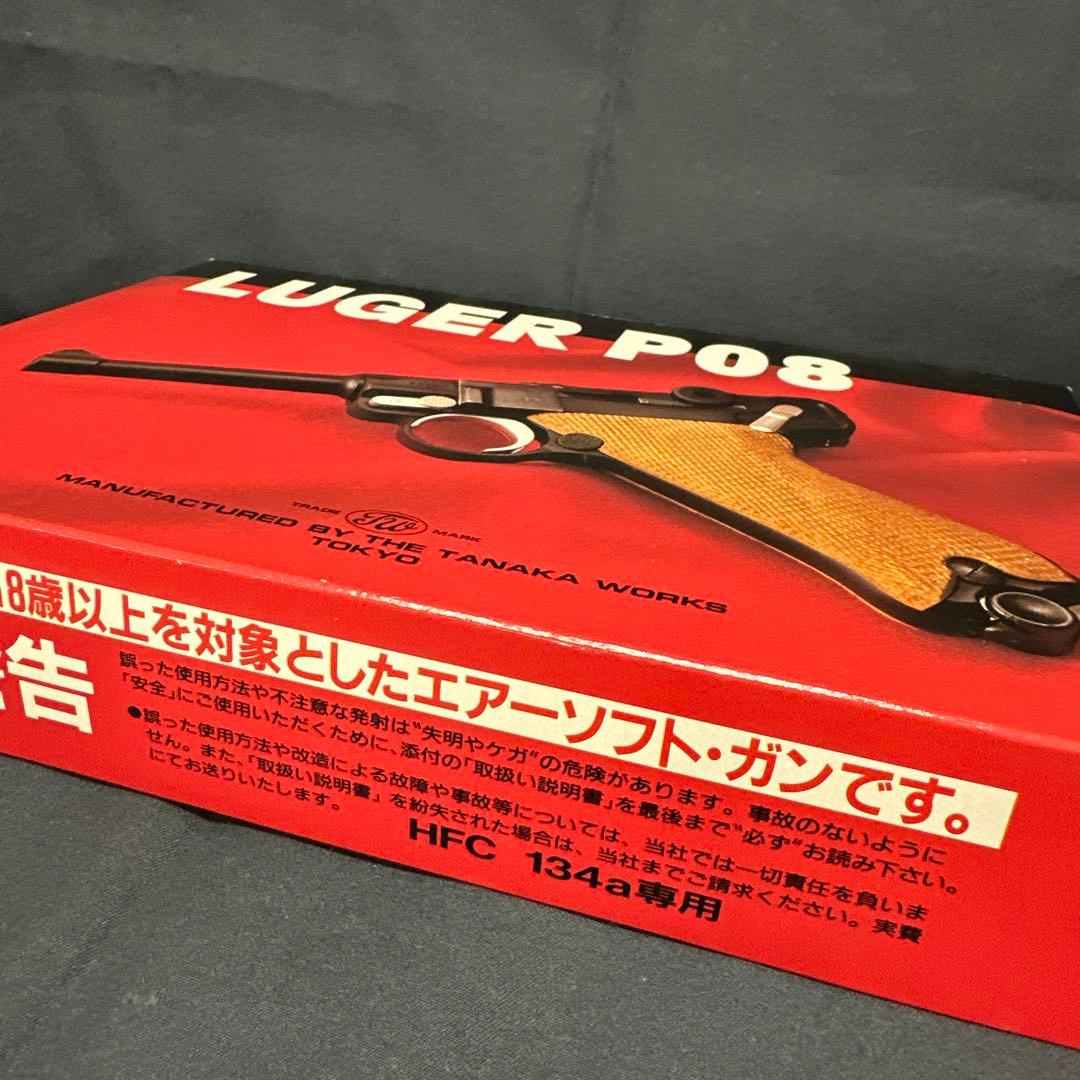 LUGER P08
TRADE TW MARK
MANUFACTURED BY THE TANAKA WORKS
TOKYO
18歳以上を対象としたエアーソフト・ガンです。
告
誤った使用方法や不注意な発射は"失明やケガ"の危険があります。事故のないように
「安全」にご使用いただくために、添付の「取扱い説明書」を最後まで"必ず"お読み下さい。
●誤った使用方法や改造による故障や事故等については、当社では一切責任を負いま
せん。また、「取扱い説明書」を紛失された場合は、当社までご請求ください。実費
にてお送りいたします。
HFC 134a専用